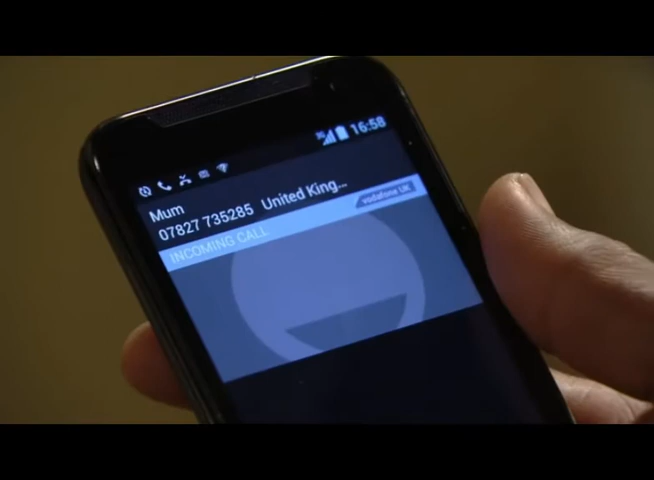 16:58
Mum
07827 735285 United King...
vodafone UK
INCOMING CALL